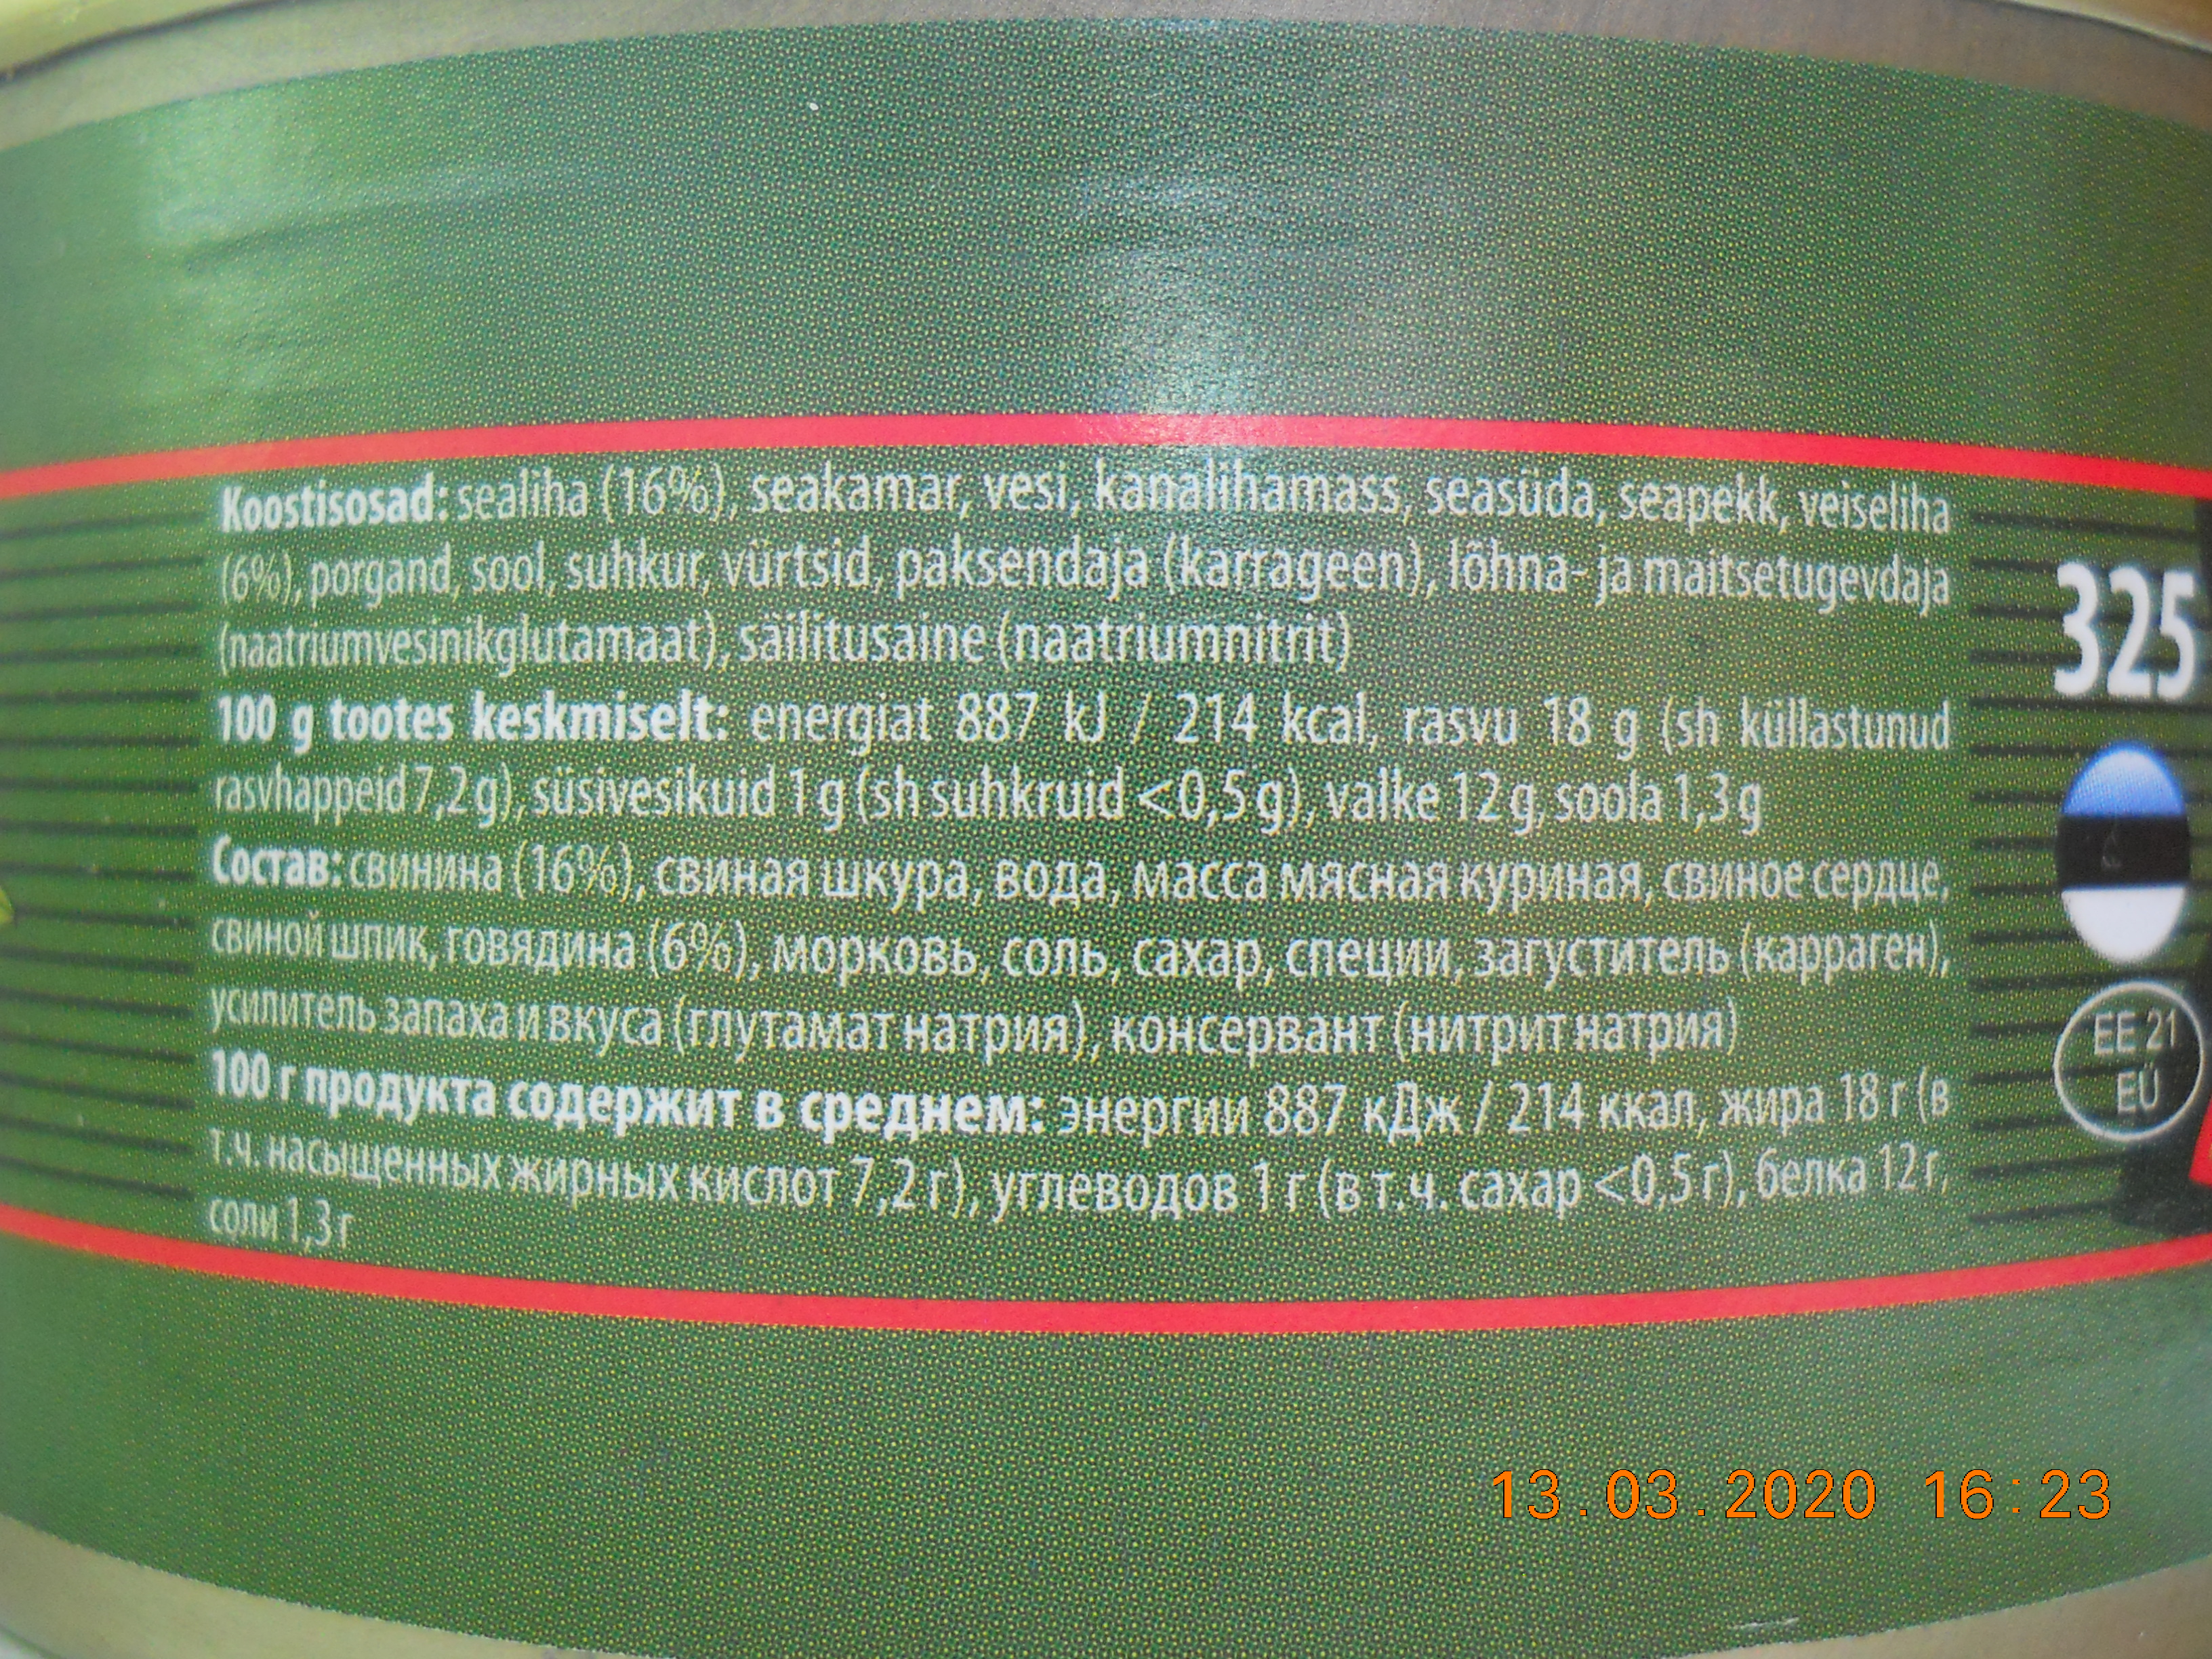 Koostisosad: sealiha (16%), seakamar, vesi, kanalihamass, seasüda, seapekk, veiseliha
(6%), porgand, sool, suhkur, vürtsid, paksendaja (karrageen), lõhna- ja maitsetugevdaja
(naatriumvesinikglutamaat), säilitusaine (naatriumnitrit)
100 g tootes keskmiselt: energiat 887 kJ / 214 kcal, rasvu 18 g (sh küllastunud
rasvhappeid 7,2 g), süsivesikuid 1 g (sh suhkruid <0,5 g), valke 12 g, soola 1,3 g
Состав: свинина (16%), свиная шкура, вода, масса мясная куриная, свиное сердце,
свиной шпик, говядина (6%), морковь, соль, сахар, специи, загуститель (карраген),
усилитель запаха и вкуса (глутамат натрия), консервант (нитрит натрия)
100 г продукта содержит в среднем: энергии 887 кДж / 214 ккал, жира 18 г (в
т.ч. насыщенных жирных кислот 7,2 г), углеводов 1 г (в т.ч. сахар <0,5 г), белка 12 г,
соли 1,3 г
325
EE 21
EÜ
13.03.2020 16:23